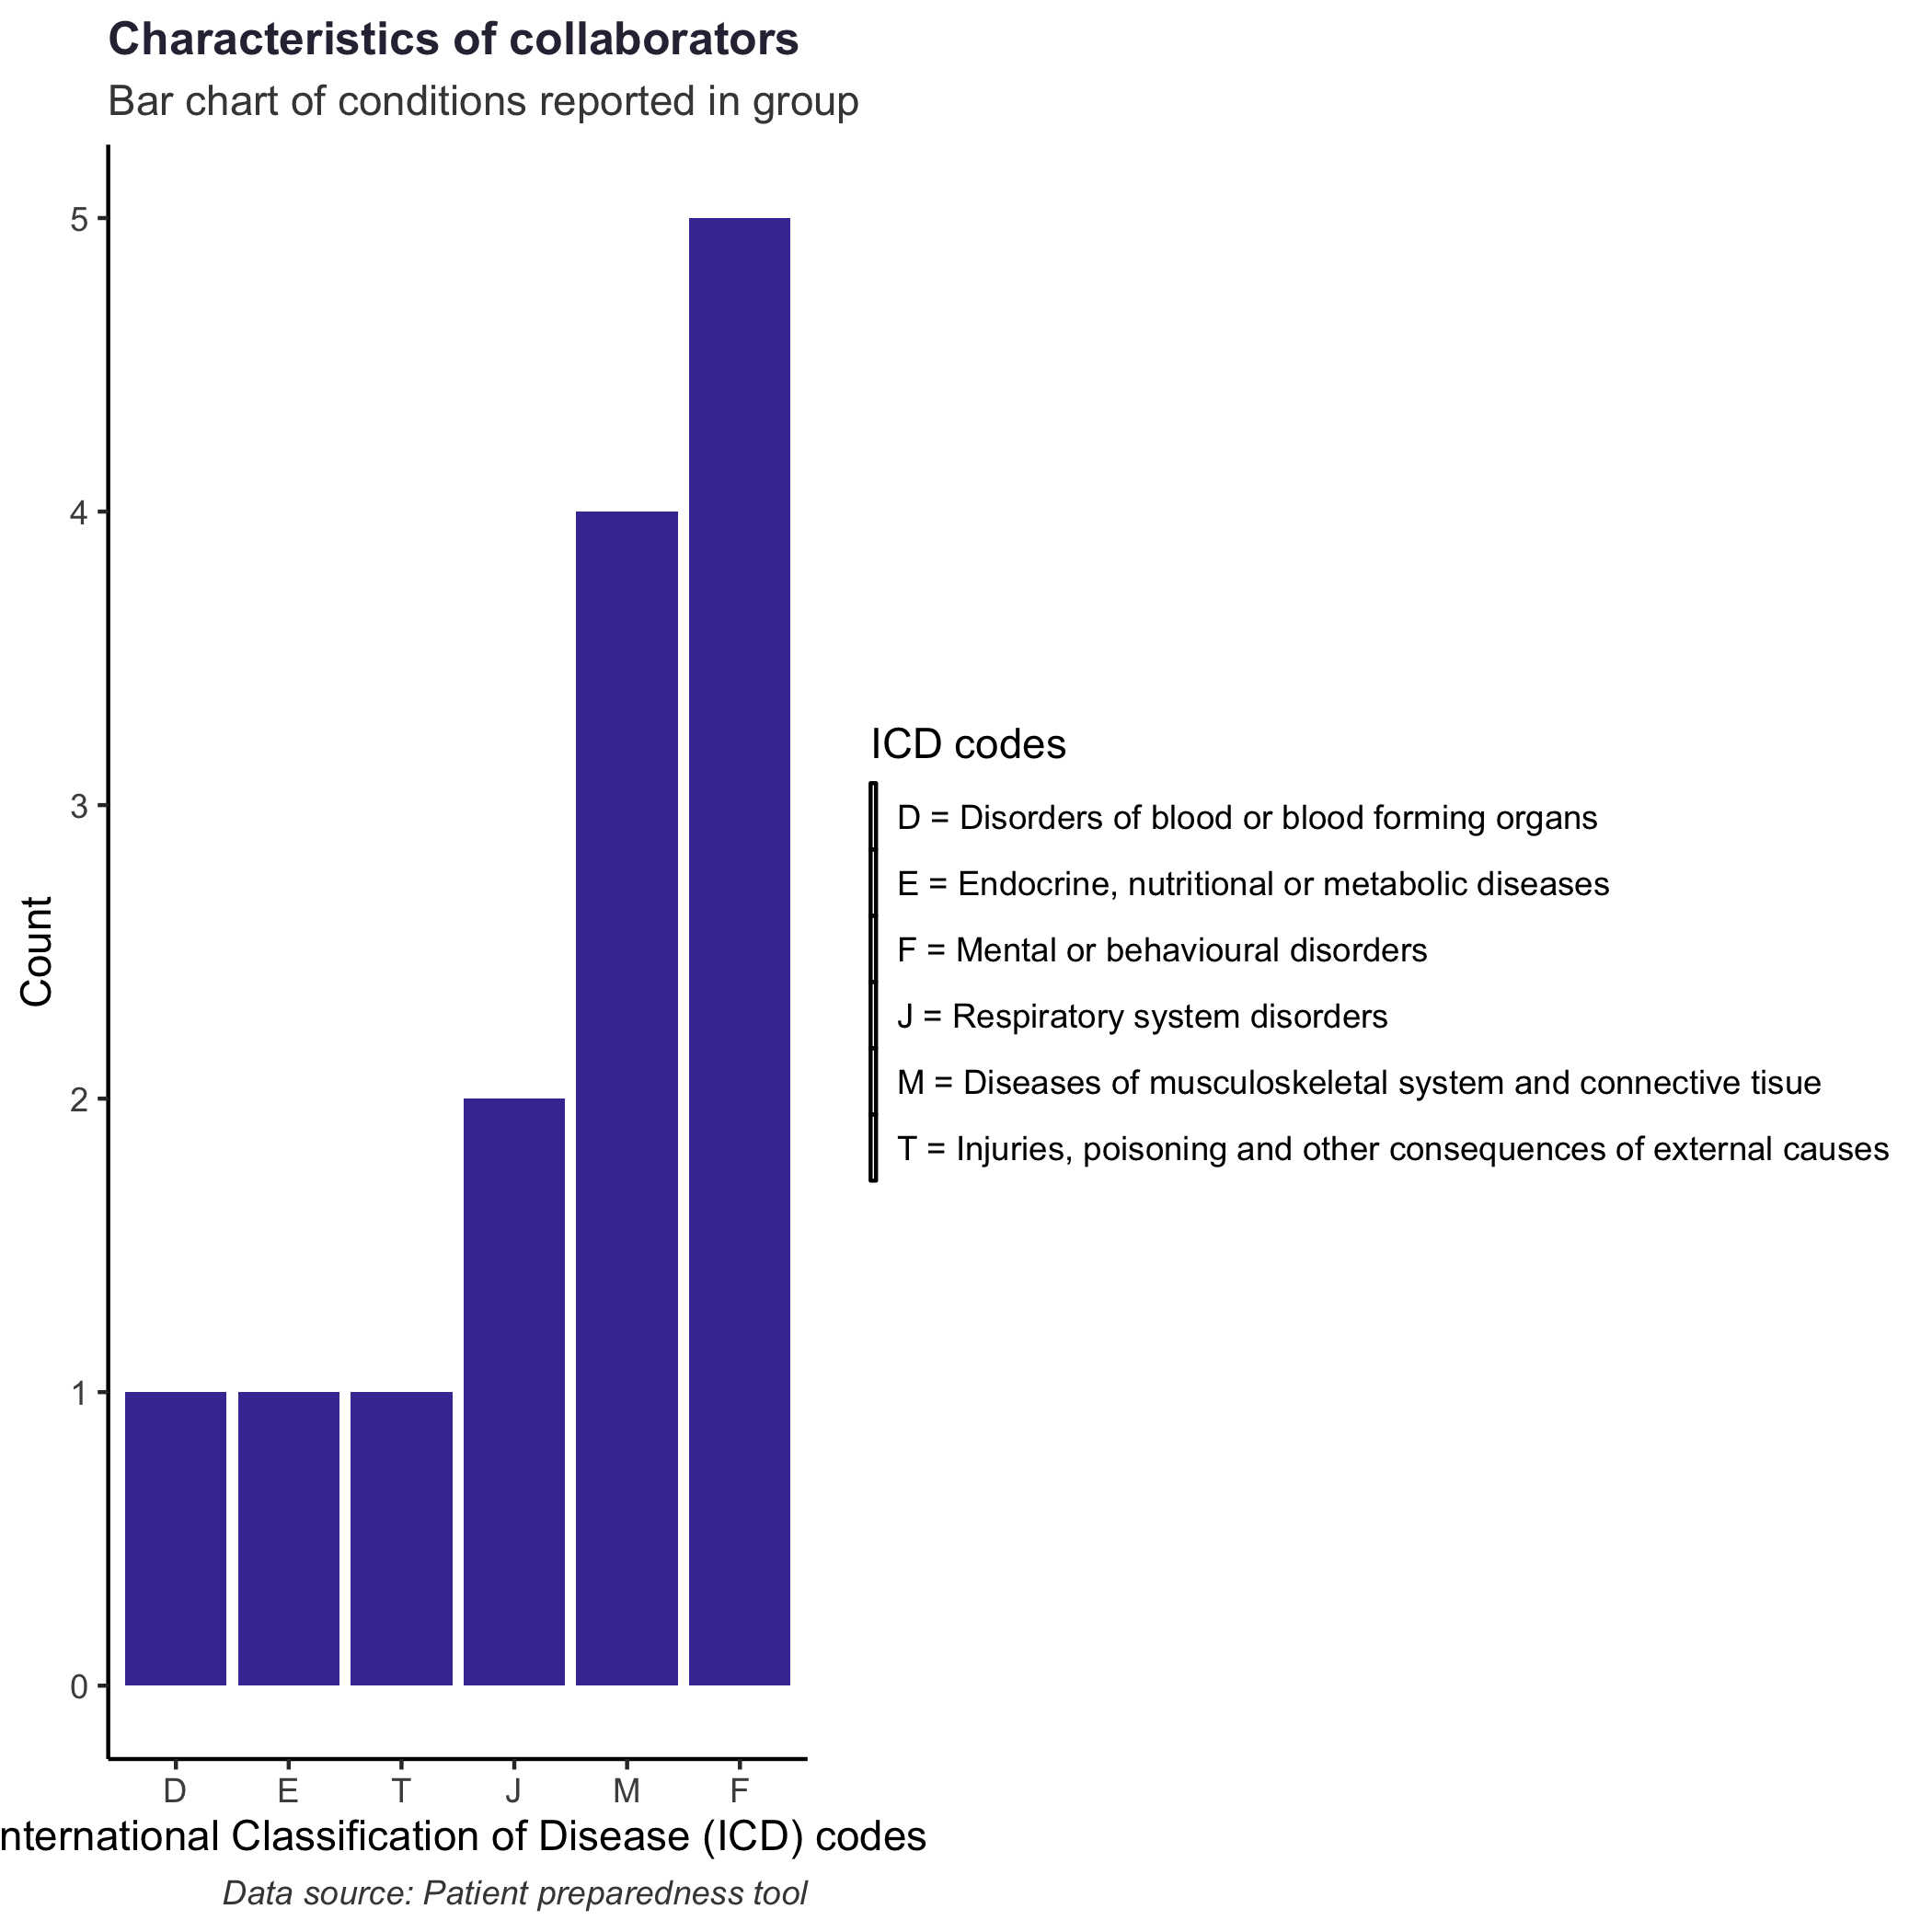 Characteristics of collaborators
Bar chart of conditions reported in group
Count
5
4
3
2
1
0
D E T J M F
nternational Classification of Disease (ICD) codes
Data source: Patient preparedness tool
ICD codes
D = Disorders of blood or blood forming organs
E = Endocrine, nutritional or metabolic diseases
F = Mental or behavioural disorders
J = Respiratory system disorders
M = Diseases of musculoskeletal system and connective tisue
T = Injuries, poisoning and other consequences of external causes